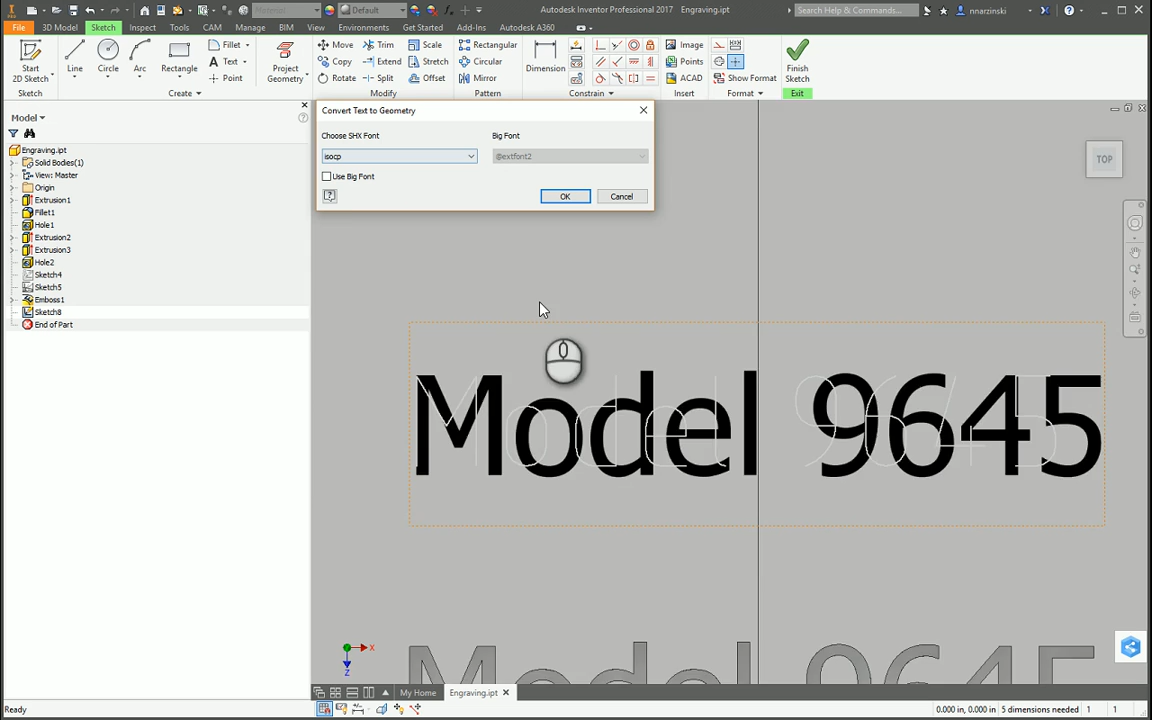 Material
Default
Autodesk Inventor Professional 2017 Engraving.ipt
Search Help & Commands...
nnarzinski
File 3D Model Sketch Inspect Tools Manage BIM View Environments Get Started Add-Ins Autodesk A360
Start 2D Sketch
Line
Circle
Arc
Rectangle
Fillet
Text
Point
Project Geometry
Move
Copy
Rotate
Trim
Extend
Split
Scale
Stretch
Offset
Rectangular
Circular
Mirror
Dimension
Image
Points
ACAD
Show Format
Finish Sketch
Sketch Create Modify Pattern Constrain Insert Format Exit
Model
Engraving.ipt
Solid Bodies(1)
View: Master
Origin
Extrusion1
Fillet1
Hole1
Extrusion2
Extrusion3
Hole2
Sketch4
Sketch5
Emboss1
Sketch8
End of Part
Convert Text to Geometry
Choose SHX Font
Big Font
isocp
@extfont2
Use Big Font
OK
Cancel
TOP
Model 9645
Model 9645
Model 9645
X
Z
My Home
Engraving.ipt
Ready
0.000 in, 0.000 in 5 dimensions needed 1 1